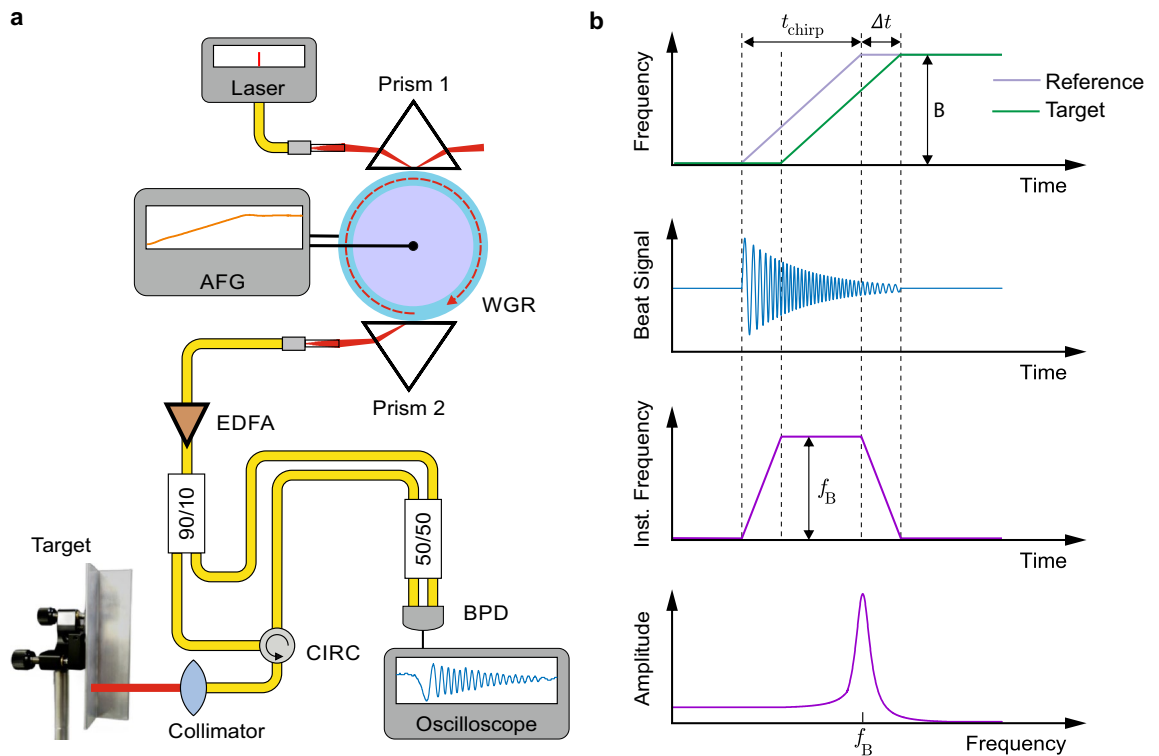 a
Laser
Prism 1
AFG
WGR
Prism 2
EDFA
90/10
50/50
Target
BPD
CIRC
Collimator
Oscilloscope
b
t_chirp
Δt
Frequency
Reference
Target
B
Time
Beat Signal
Time
Inst. Frequency
f_B
Time
Amplitude
f_B
Frequency